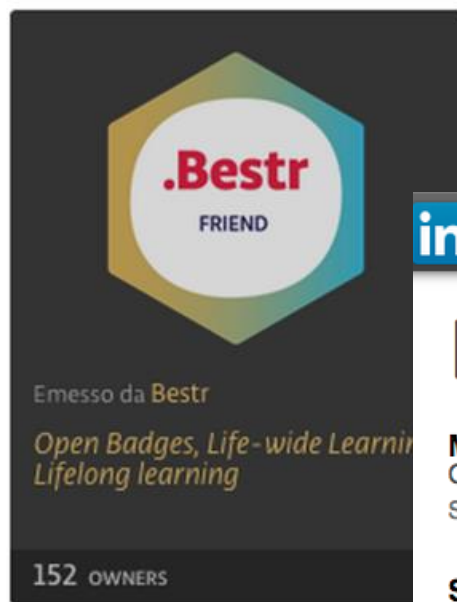 .Bestr
FRIEND
in
Emesso da Bestr
Open Badges, Life-wide Learnin
Lifelong learning
152 OWNERS